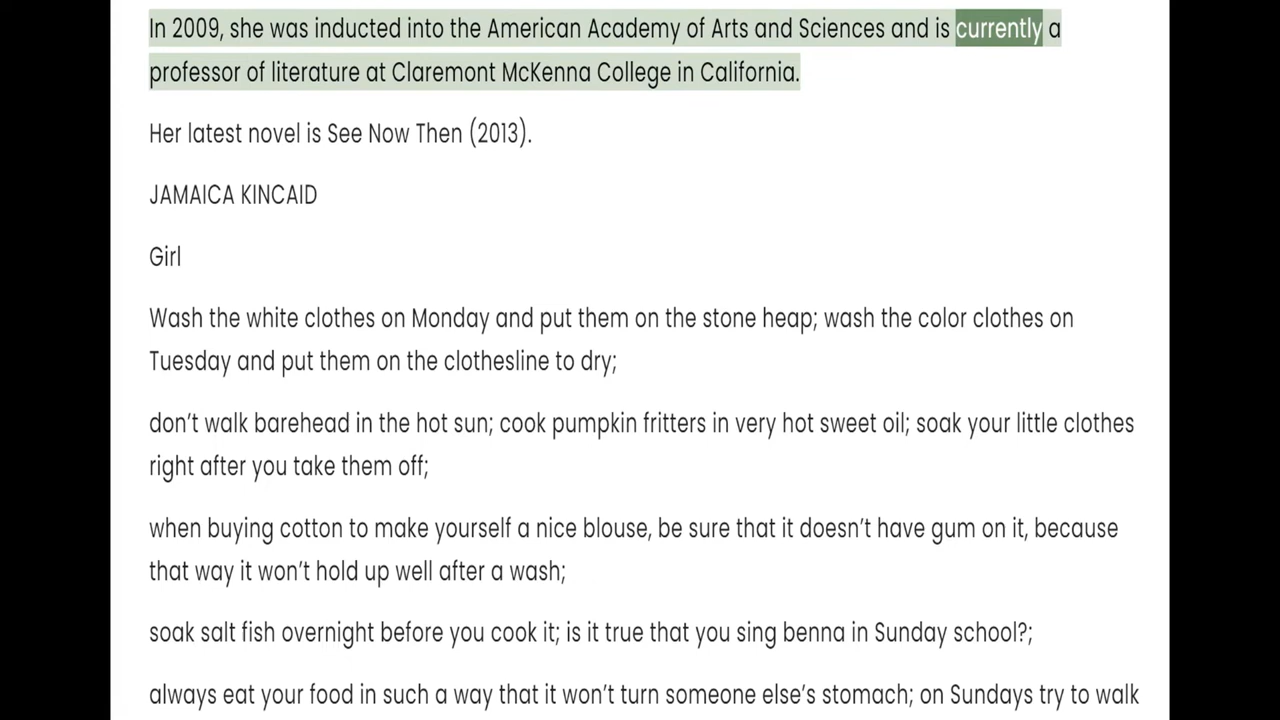 In 2009, she was inducted into the American Academy of Arts and Sciences and is currently a
professor of literature at Claremont McKenna College in California.
Her latest novel is See Now Then (2013).
JAMAICA KINCAID
Girl
Wash the white clothes on Monday and put them on the stone heap; wash the color clothes on
Tuesday and put them on the clothesline to dry;
don’t walk barehead in the hot sun; cook pumpkin fritters in very hot sweet oil; soak your little clothes
right after you take them off;
when buying cotton to make yourself a nice blouse, be sure that it doesn’t have gum on it, because
that way it won’t hold up well after a wash;
soak salt fish overnight before you cook it; is it true that you sing benna in Sunday school?;
always eat your food in such a way that it won’t turn someone else’s stomach; on Sundays try to walk